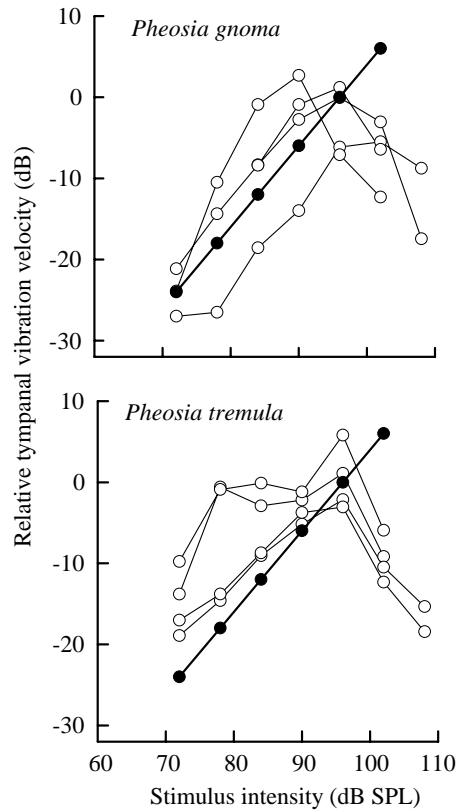 Pheosia gnoma
10
0
-10
-20
-30
Relative tympanal vibration velocity (dB)
Pheosia tremula
10
0
-10
-20
-30
60 70 80 90 100 110
Stimulus intensity (dB SPL)